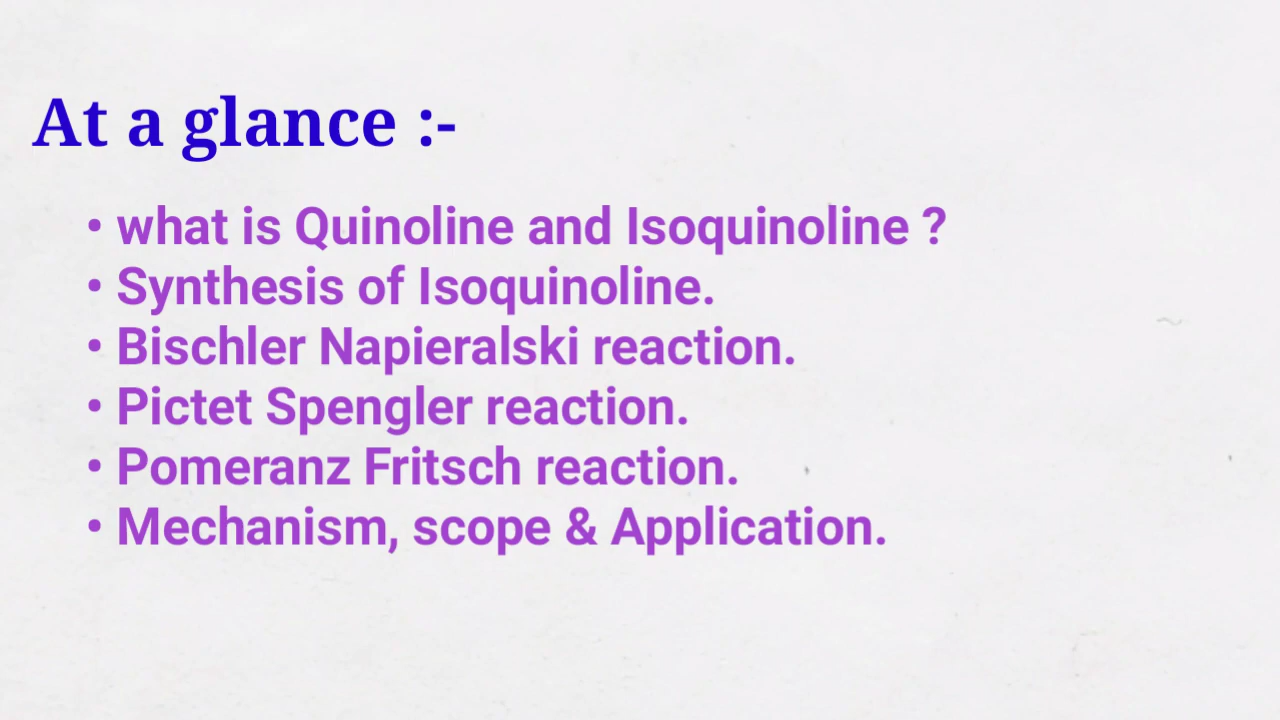 At a glance :-
• what is Quinoline and Isoquinoline ?
• Synthesis of Isoquinoline.
• Bischler Napieralski reaction.
• Pictet Spengler reaction.
• Pomeranz Fritsch reaction.
• Mechanism, scope & Application.